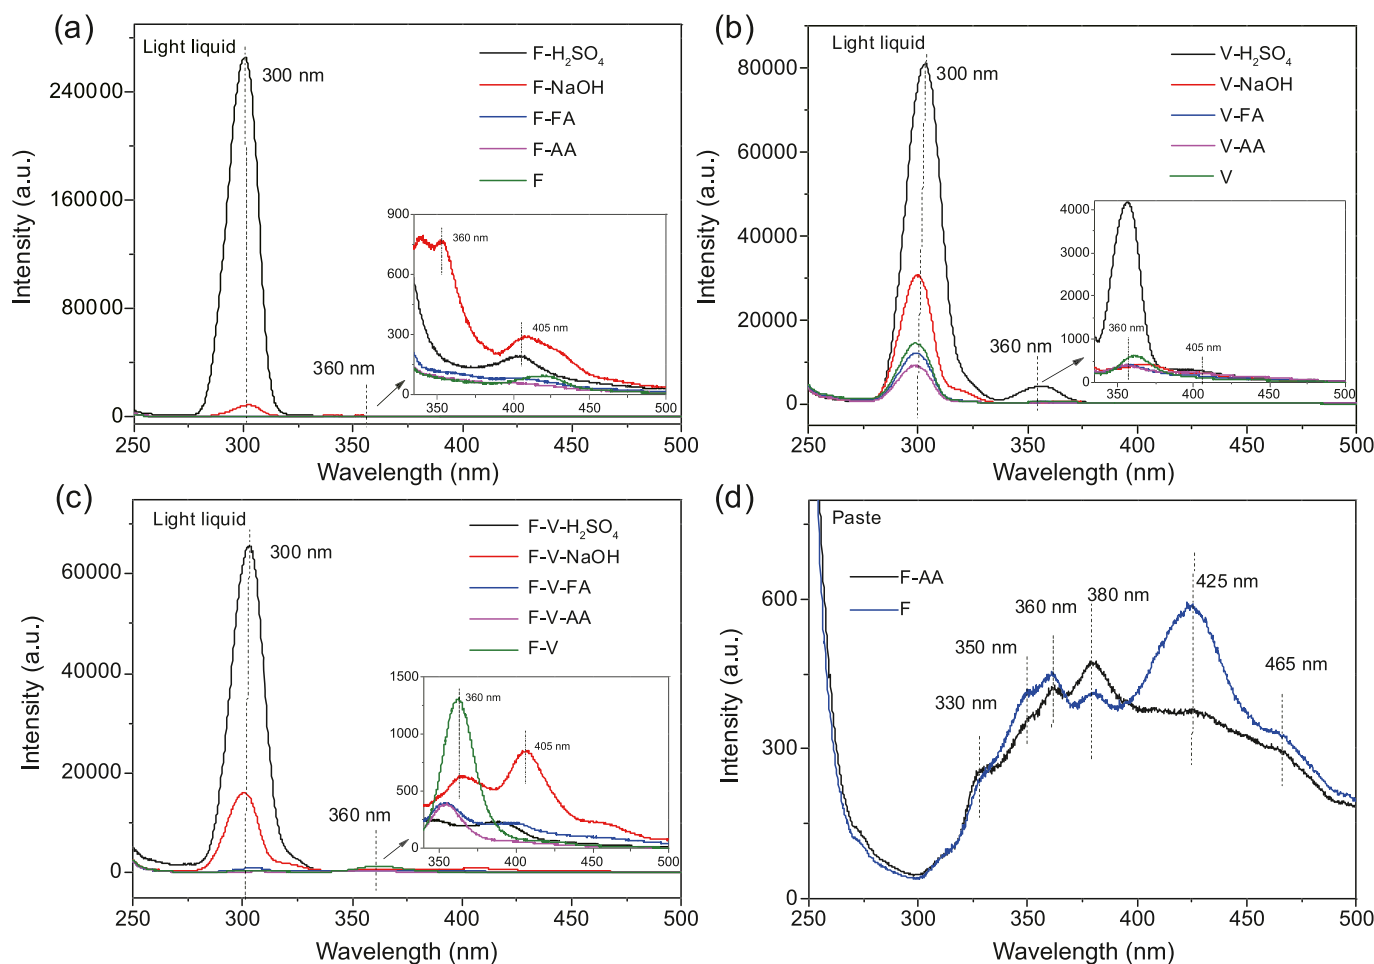 (a)
Light liquid
300 nm
F-H₂SO₄
F-NaOH
F-FA
F-AA
F
360 nm
Intensity (a.u.)
240000
160000
80000
0
250 300 350 400 450 500
Wavelength (nm)
900
600
300
0
350 400 450 500
360 nm
405 nm
(b)
Light liquid
300 nm
V-H₂SO₄
V-NaOH
V-FA
V-AA
V
360 nm
Intensity (a.u.)
80000
60000
40000
20000
0
250 300 350 400 450 500
Wavelength (nm)
4000
3000
2000
1000
0
350 400 450 500
360 nm
405 nm
(c)
Light liquid
300 nm
F-V-H₂SO₄
F-V-NaOH
F-V-FA
F-V-AA
F-V
360 nm
Intensity (a.u.)
60000
40000
20000
0
250 300 350 400 450 500
Wavelength (nm)
1500
1000
500
0
350 400 450 500
360 nm
405 nm
(d)
Paste
F-AA
F
330 nm
350 nm
360 nm
380 nm
425 nm
465 nm
Intensity (a.u.)
600
300
0
250 300 350 400 450 500
Wavelength (nm)